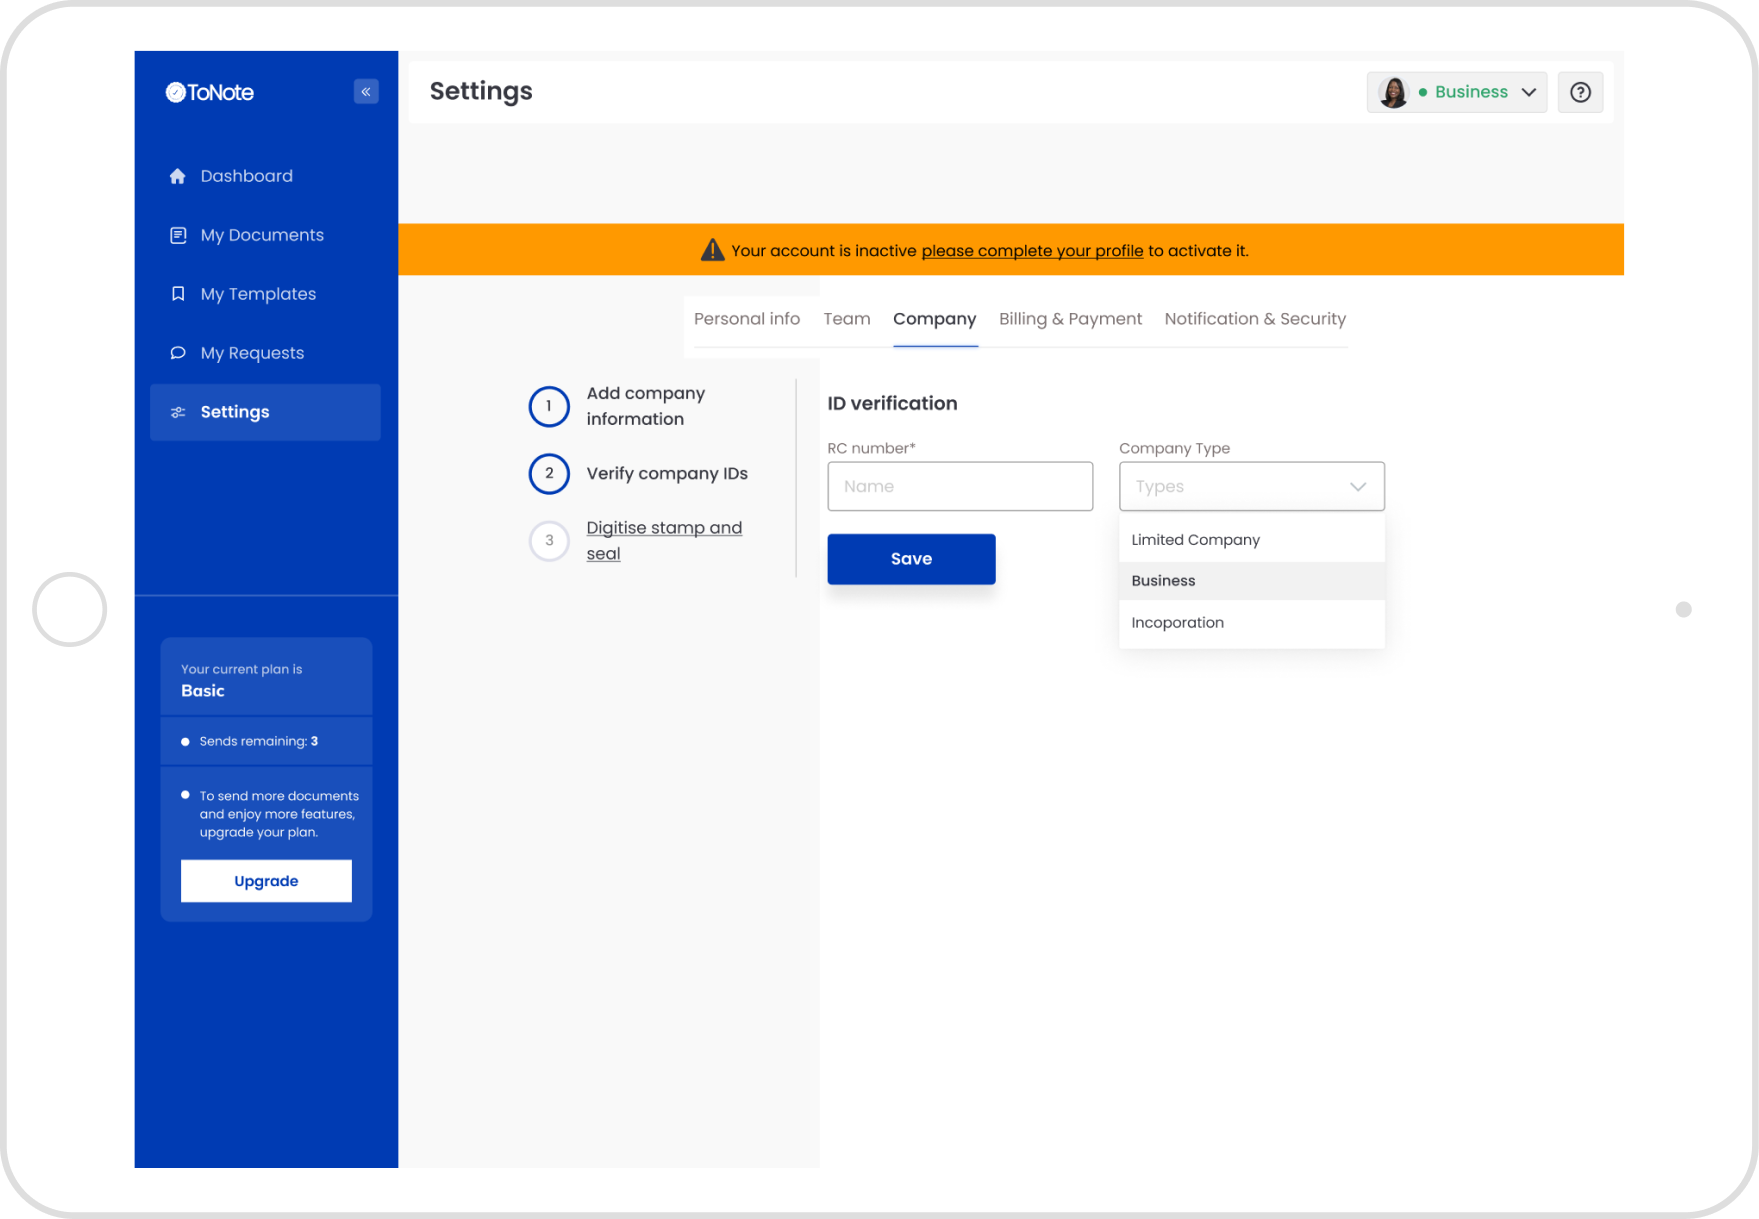 ToNote
Settings
Business
Dashboard
My Documents
My Templates
My Requests
Settings
Your account is inactive please complete your profile to activate it.
Personal info
Team
Company
Billing & Payment
Notification & Security
1
Add company
information
2
Verify company IDs
3
Digitise stamp and
seal
ID verification
RC number*
Name
Company Type
Types
Limited Company
Business
Incoporation
Save
Your current plan is
Basic
Sends remaining: 3
To send more documents
and enjoy more features,
upgrade your plan.
Upgrade